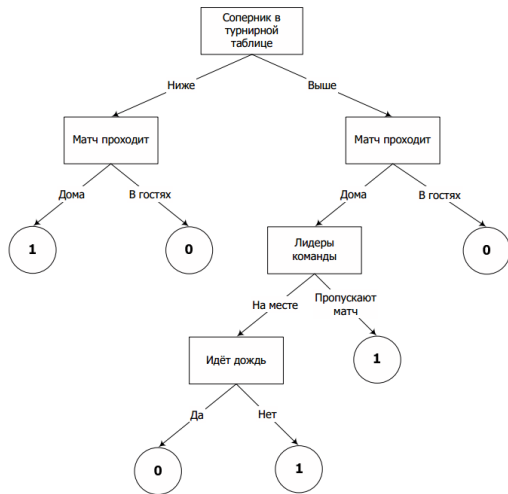 Соперник в
турнирной
таблице
Ниже
Выше
Матч проходит
Матч проходит
Дома
В гостях
Дома
В гостях
1
0
Лидеры
команды
0
На месте
Пропускают
матч
Идёт дождь
1
Да
Нет
0
1